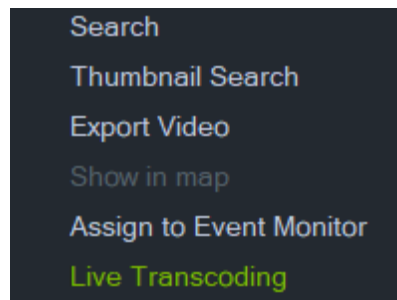 Search
Thumbnail Search
Export Video
Show in map
Assign to Event Monitor
Live Transcoding